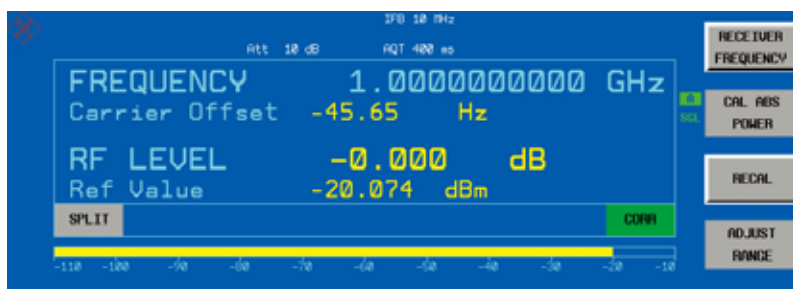 IFB 10 MHz
Att 10 dB AQT 400 ms
FREQUENCY 1.0000000000 GHz
Carrier Offset -45.65 Hz
RF LEVEL -0.000 dB
Ref Value -20.074 dBm
SPLIT CORR
-110 -100 -90 -80 -70 -60 -50 -40 -30 -20 -10
A
SGL
RECEIVER
FREQUENCY
CAL ABS
POWER
RECAL
ADJUST
RANGE